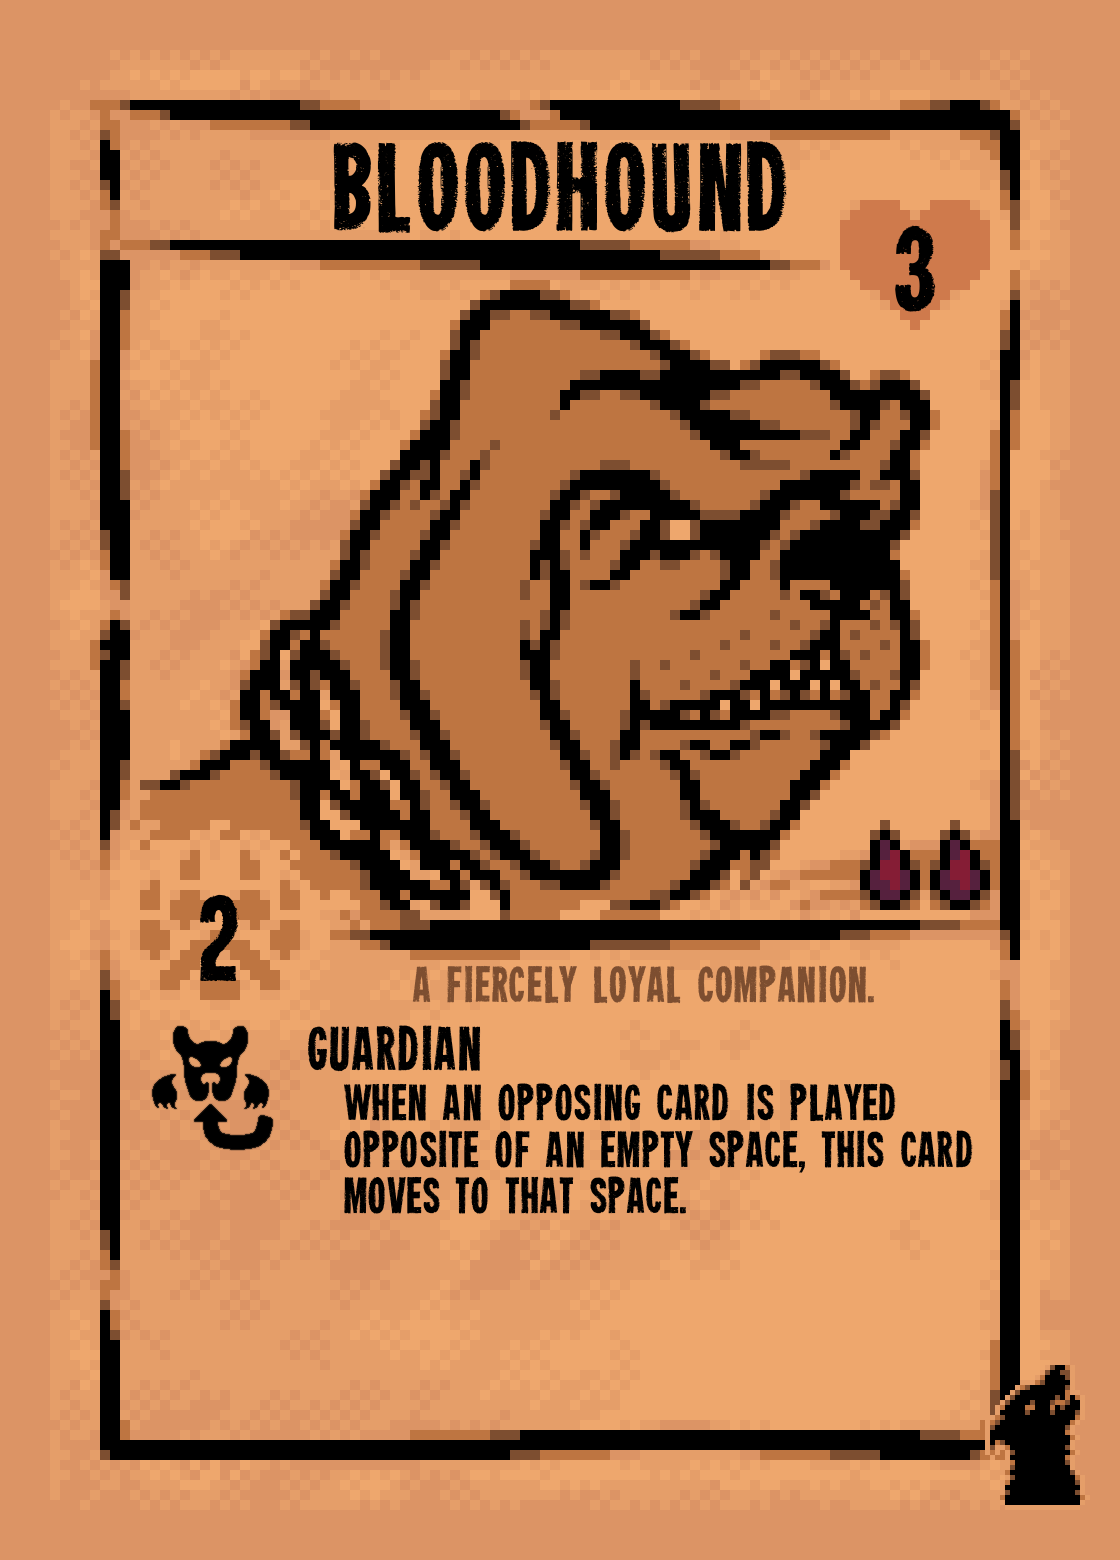 BLOODHOUND
3
2
A FIERCELY LOYAL COMPANION.
GUARDIAN
WHEN AN OPPOSING CARD IS PLAYED
OPPOSITE OF AN EMPTY SPACE, THIS CARD
MOVES TO THAT SPACE.